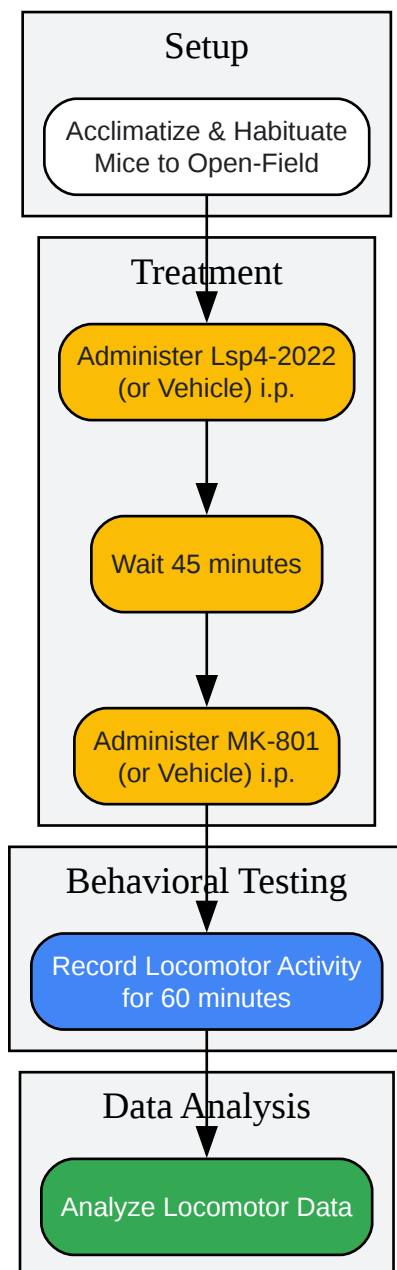 Setup
Acclimatize & Habituate
Mice to Open-Field
Treatment
Administer Lsp4-2022
(or Vehicle) i.p.
Wait 45 minutes
Administer MK-801
(or Vehicle) i.p.
Behavioral Testing
Record Locomotor Activity
for 60 minutes
Data Analysis
Analyze Locomotor Data